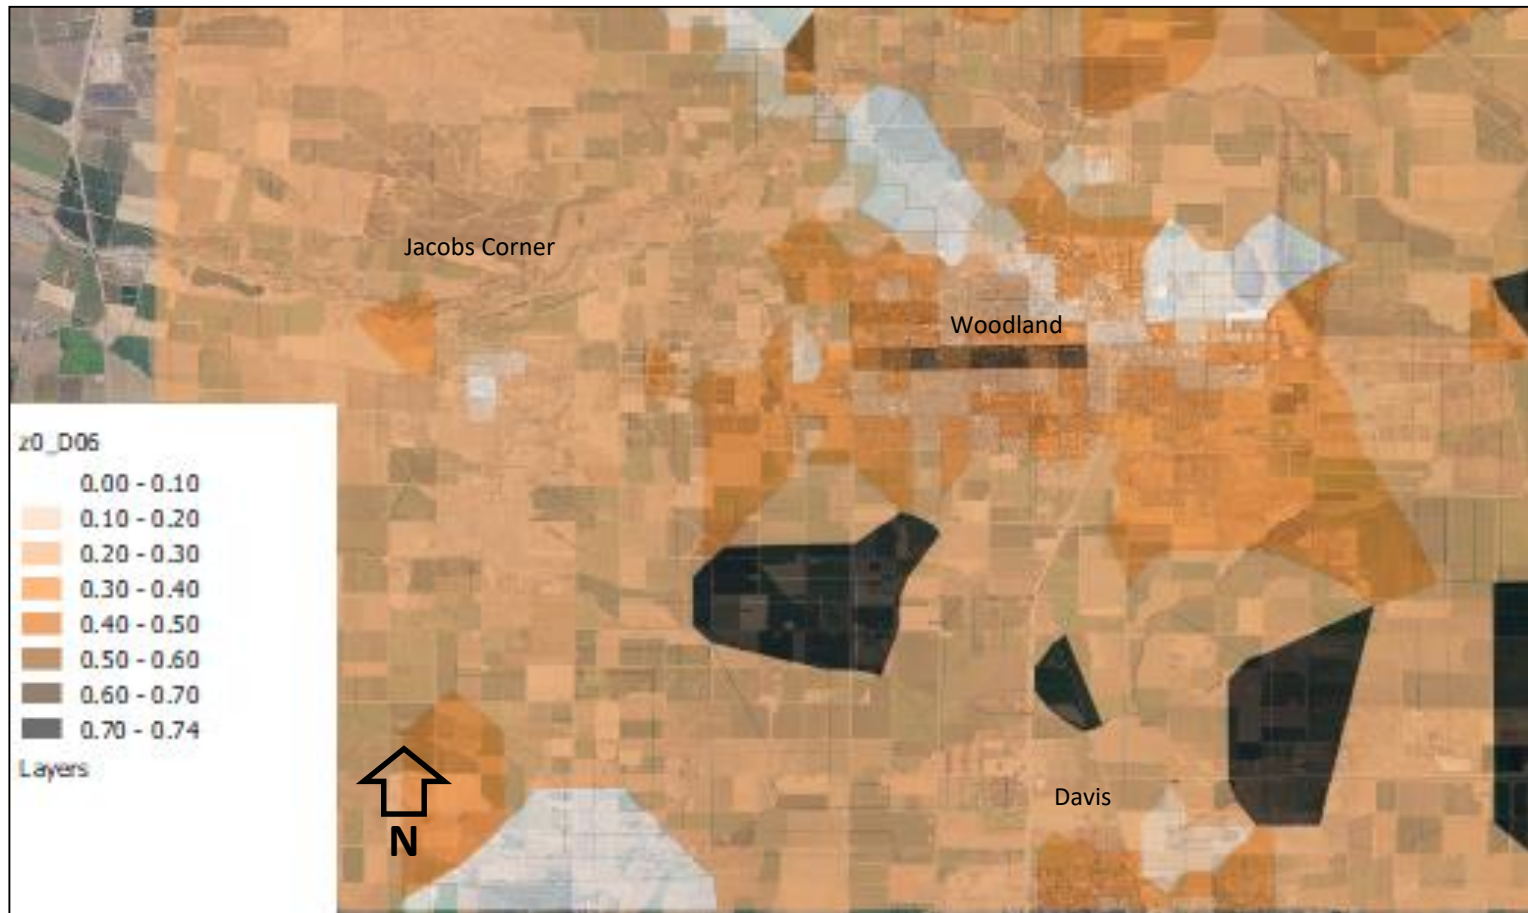 Jacobs Corner
Woodland
z0_D06
0.00 - 0.10
0.10 - 0.20
0.20 - 0.30
0.30 - 0.40
0.40 - 0.50
0.50 - 0.60
0.60 - 0.70
0.70 - 0.74
Layers
N
Davis